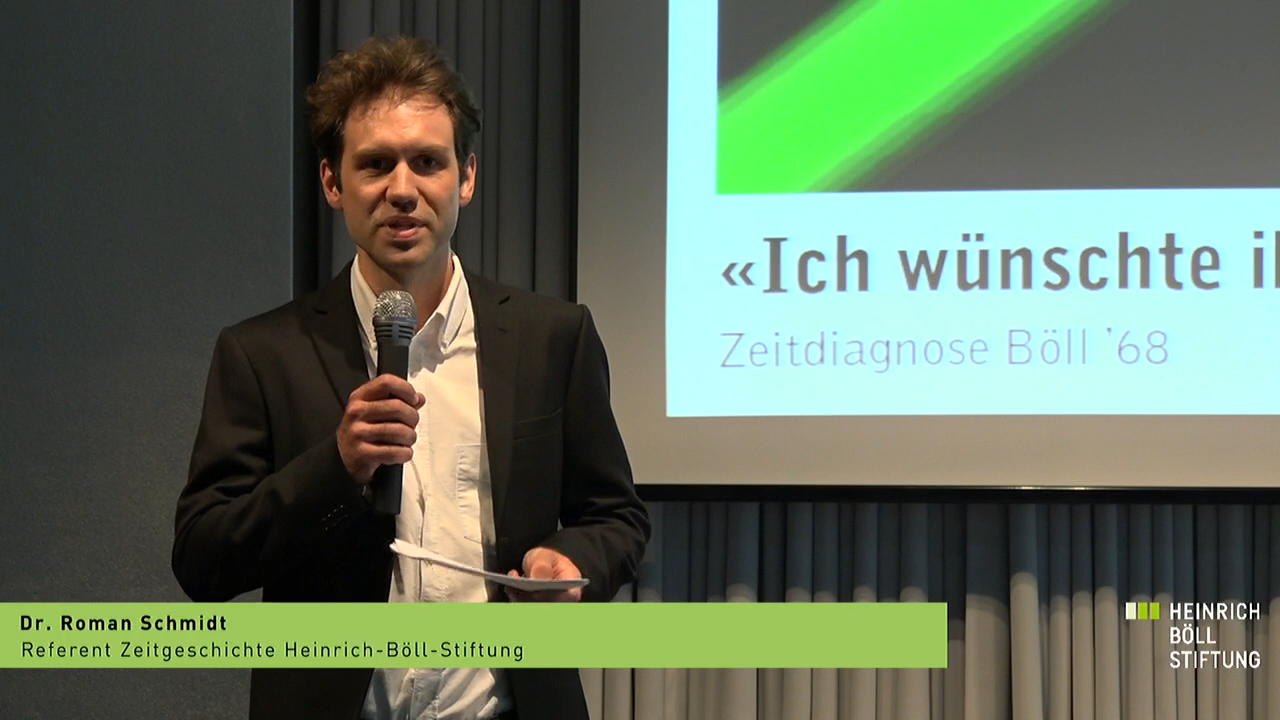 «Ich wünschte
Zeitdiagnose Böll '68
Dr. Roman Schmidt
Referent Zeitgeschichte Heinrich-Böll-Stiftung
HEINRICH
BÖLL
STIFTUNG